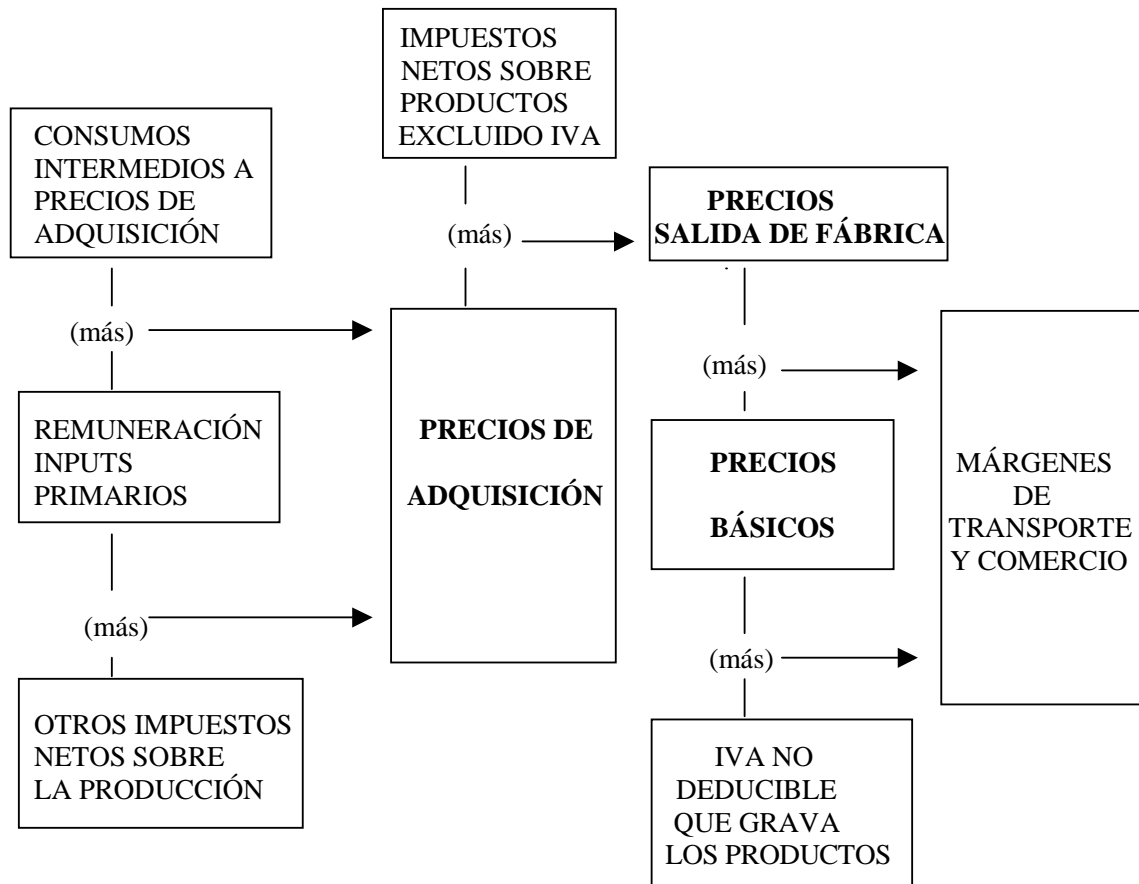 IMPUESTOS
NETOS SOBRE
PRODUCTOS
EXCLUIDO IVA
CONSUMOS
INTERMEDIOS A
PRECIOS DE
ADQUISICIÓN
(más)
PRECIOS
SALIDA DE FÁBRICA
(más)
(más)
REMUNERACIÓN
INPUTS
PRIMARIOS
PRECIOS DE
ADQUISICIÓN
PRECIOS
BÁSICOS
MÁRGENES
DE
TRANSPORTE
Y COMERCIO
(más)
(más)
OTROS IMPUESTOS
NETOS SOBRE
LA PRODUCCIÓN
IVA NO
DEDUCIBLE
QUE GRAVA
LOS PRODUCTOS